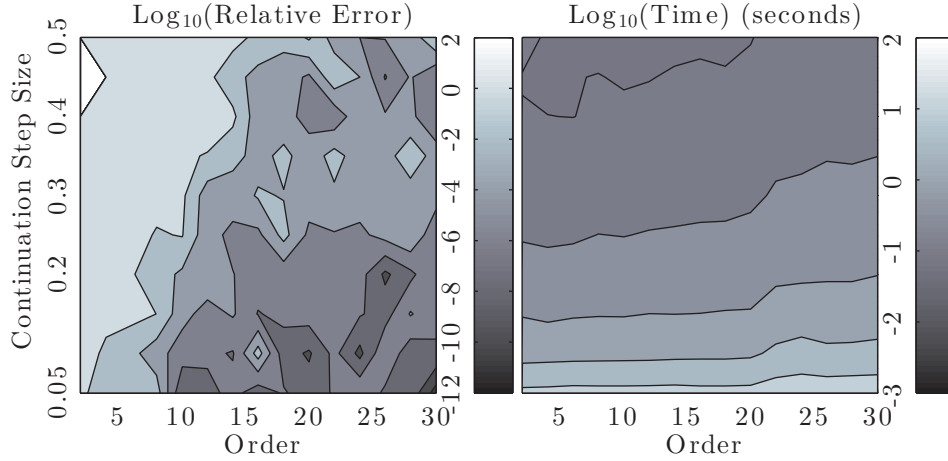 Log10(Relative Error)
Log10(Time) (seconds)
Continuation Step Size
0.5
0.4
0.3
0.2
0.05
5 10 15 20 25 30
Order
2
0
-2
-4
-6
-8
-10
-12
5 10 15 20 25 30
Order
2
1
0
-1
-2
-3